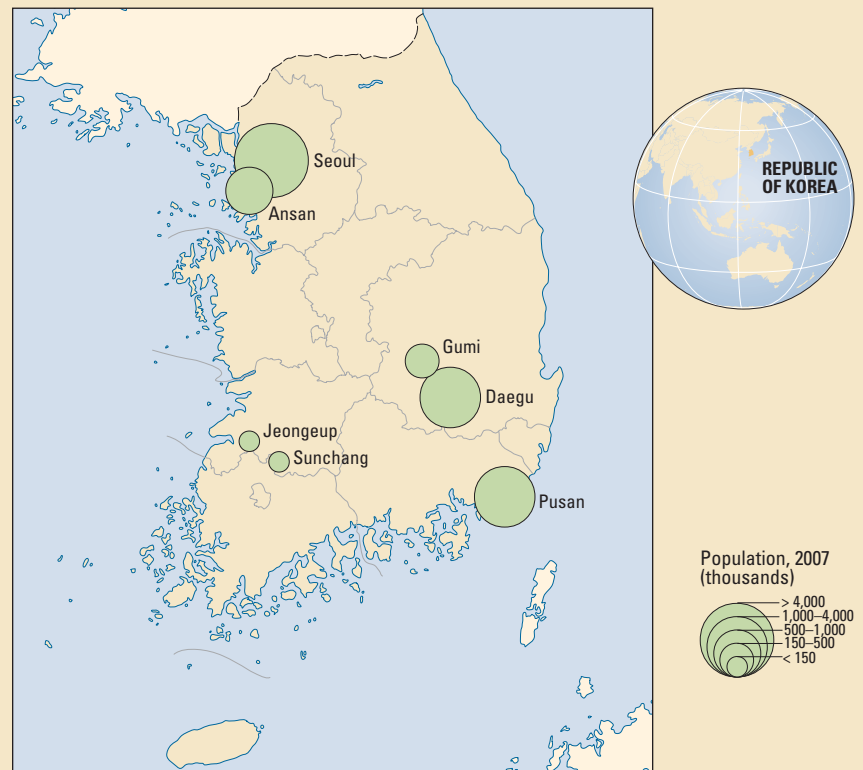 Seoul
Ansan
Gumi
Daegu
Jeongeup
Sunchang
Pusan
REPUBLIC
OF KOREA
Population, 2007
(thousands)
> 4,000
1,000–4,000
500–1,000
150–500
< 150